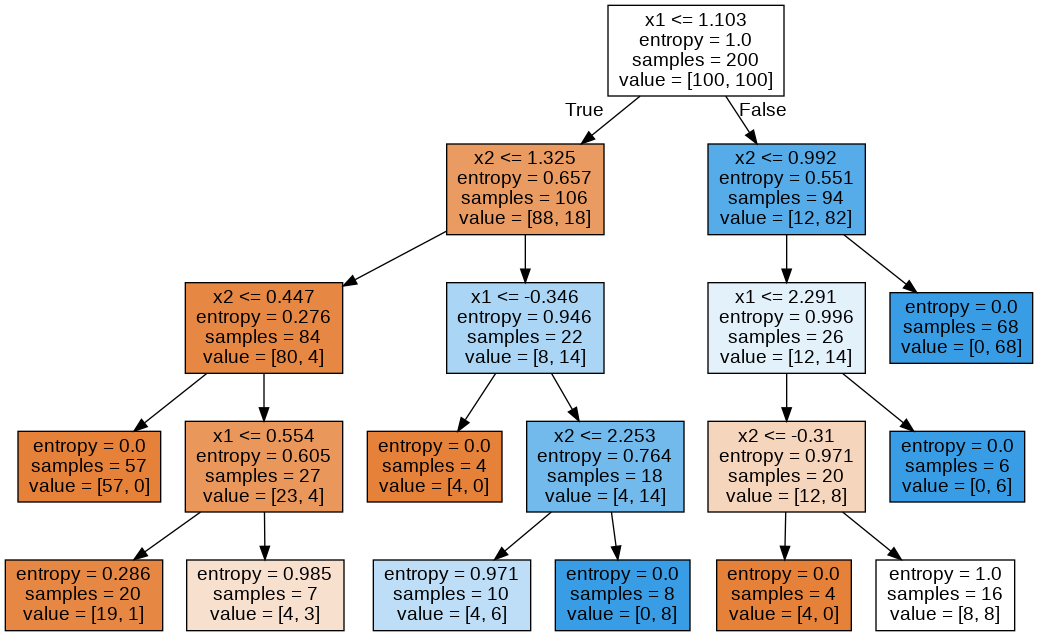 x1 <= 1.103
entropy = 1.0
samples = 200
value = [100, 100]
True
False
x2 <= 1.325
entropy = 0.657
samples = 106
value = [88, 18]
x2 <= 0.992
entropy = 0.551
samples = 94
value = [12, 82]
x2 <= 0.447
entropy = 0.276
samples = 84
value = [80, 4]
x1 <= -0.346
entropy = 0.946
samples = 22
value = [8, 14]
x1 <= 2.291
entropy = 0.996
samples = 26
value = [12, 14]
entropy = 0.0
samples = 68
value = [0, 68]
entropy = 0.0
samples = 57
value = [57, 0]
x1 <= 0.554
entropy = 0.605
samples = 27
value = [23, 4]
entropy = 0.0
samples = 4
value = [4, 0]
x2 <= 2.253
entropy = 0.764
samples = 18
value = [4, 14]
x2 <= -0.31
entropy = 0.971
samples = 20
value = [12, 8]
entropy = 0.0
samples = 6
value = [0, 6]
entropy = 0.286
samples = 20
value = [19, 1]
entropy = 0.985
samples = 7
value = [4, 3]
entropy = 0.971
samples = 10
value = [4, 6]
entropy = 0.0
samples = 8
value = [0, 8]
entropy = 0.0
samples = 4
value = [4, 0]
entropy = 1.0
samples = 16
value = [8, 8]